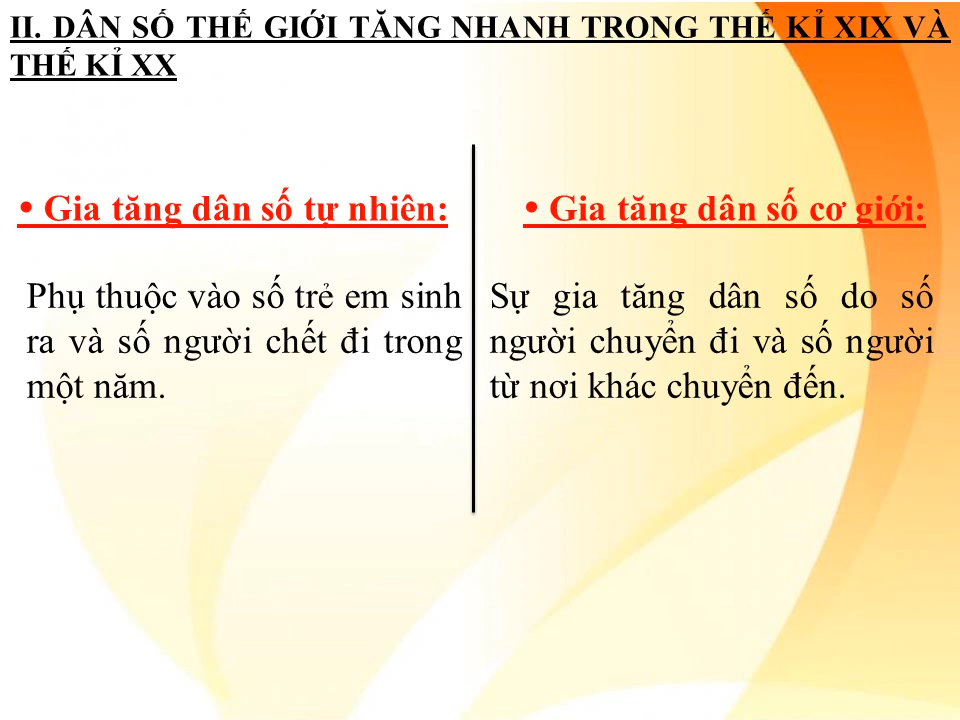 II. DÂN SỐ THẾ GIỚI TĂNG NHANH TRONG THẾ KỈ XIX VÀ
THẾ KỈ XX
• Gia tăng dân số tự nhiên:
Phụ thuộc vào số trẻ em sinh
ra và số người chết đi trong
một năm.
• Gia tăng dân số cơ giới:
Sự gia tăng dân số do số
người chuyển đi và số người
từ nơi khác chuyển đến.